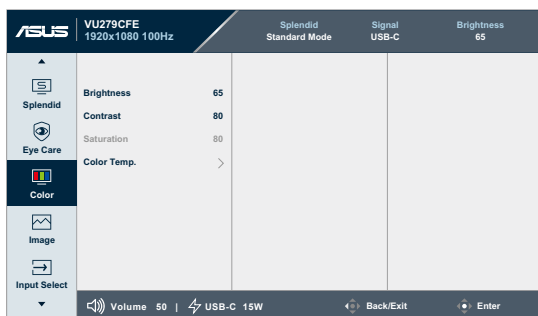 ASUS
VU279CFE
1920x1080 100Hz
Splendid
Standard Mode
Signal
USB-C
Brightness
65
Splendid
Eye Care
Color
Image
Input Select
Brightness 65
Contrast 80
Saturation 80
Color Temp.
Volume 50 | USB-C 15W
Back/Exit
Enter